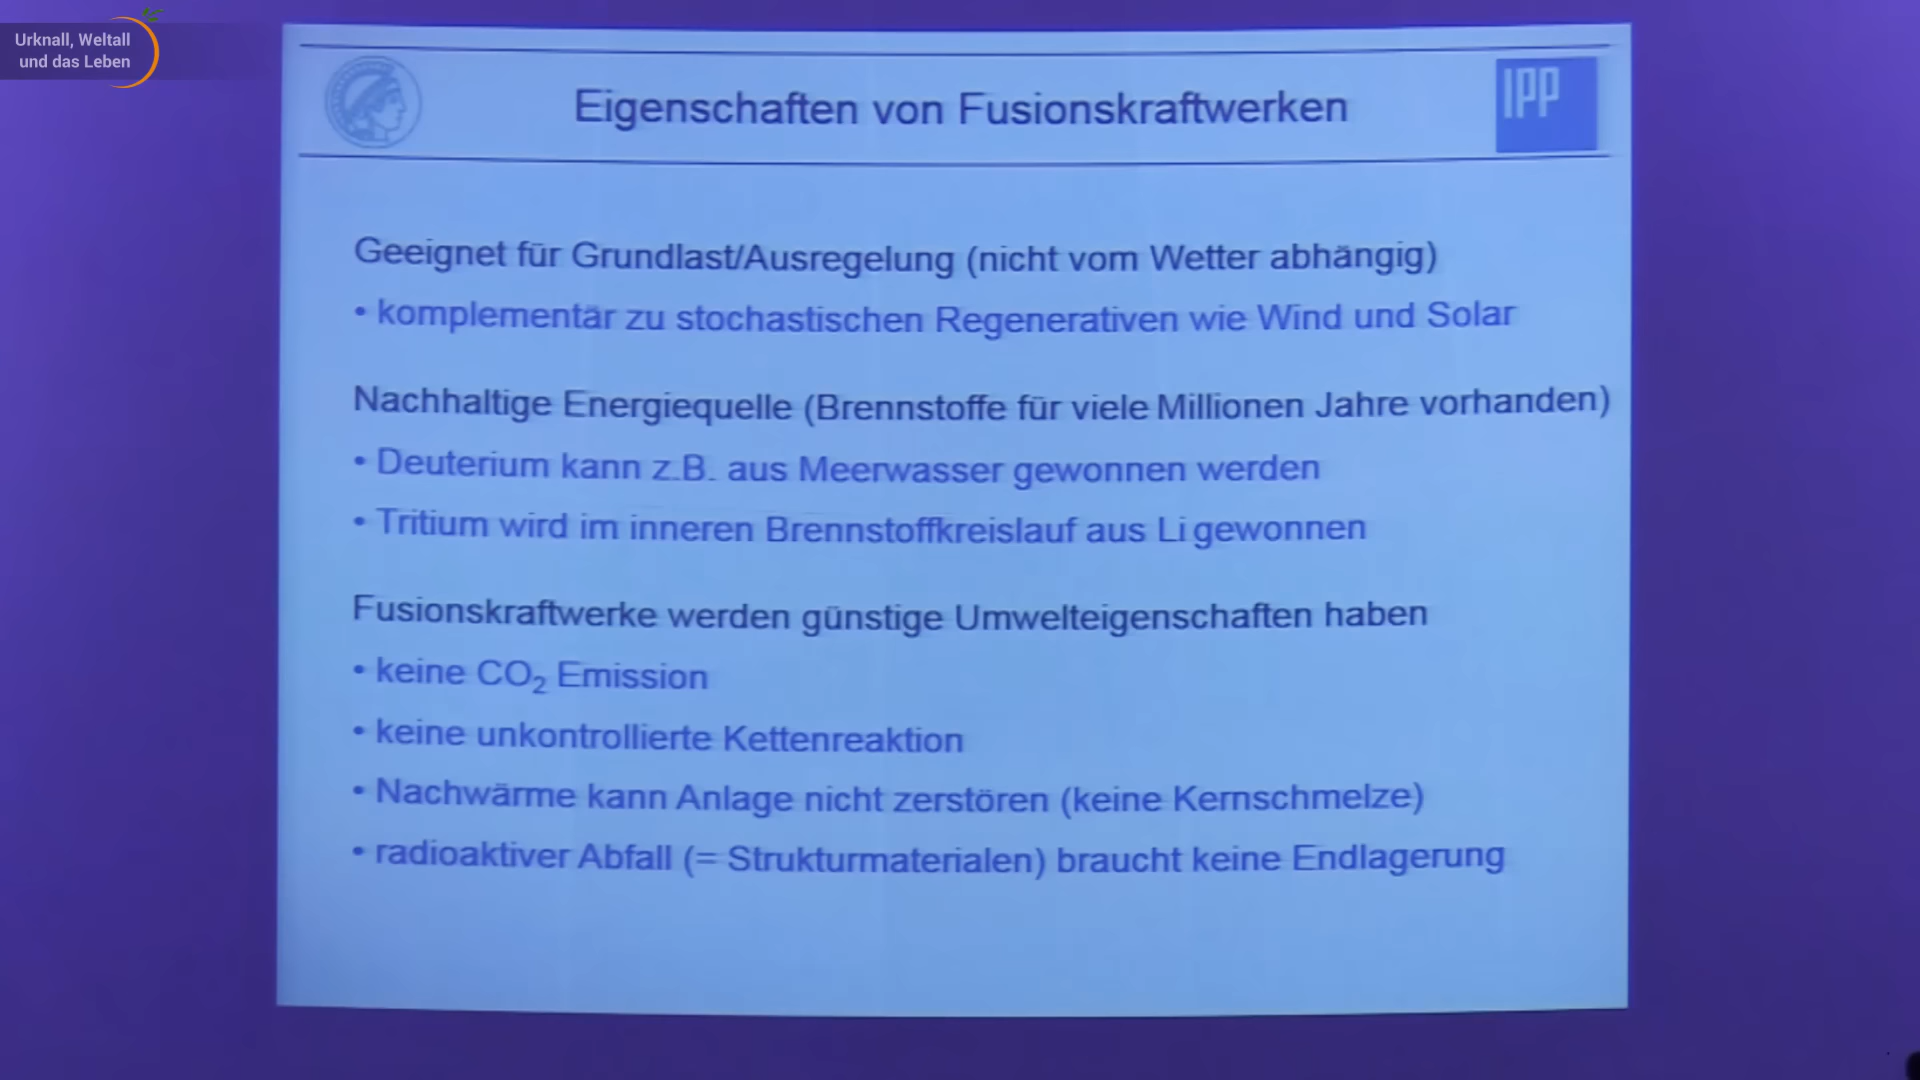 Urknall, Weltall
und das Leben
Eigenschaften von Fusionskraftwerken
IPP
Geeignet für Grundlast/Ausregelung (nicht vom Wetter abhängig)
• komplementär zu stochastischen Regenerativen wie Wind und Solar
Nachhaltige Energiequelle (Brennstoffe für viele Millionen Jahre vorhanden)
• Deuterium kann z.B. aus Meerwasser gewonnen werden
• Tritium wird im inneren Brennstoffkreislauf aus Li gewonnen
Fusionskraftwerke werden günstige Umwelteigenschaften haben
• keine CO₂ Emission
• keine unkontrollierte Kettenreaktion
• Nachwärme kann Anlage nicht zerstören (keine Kernschmelze)
• radioaktiver Abfall (= Strukturmaterialen) braucht keine Endlagerung